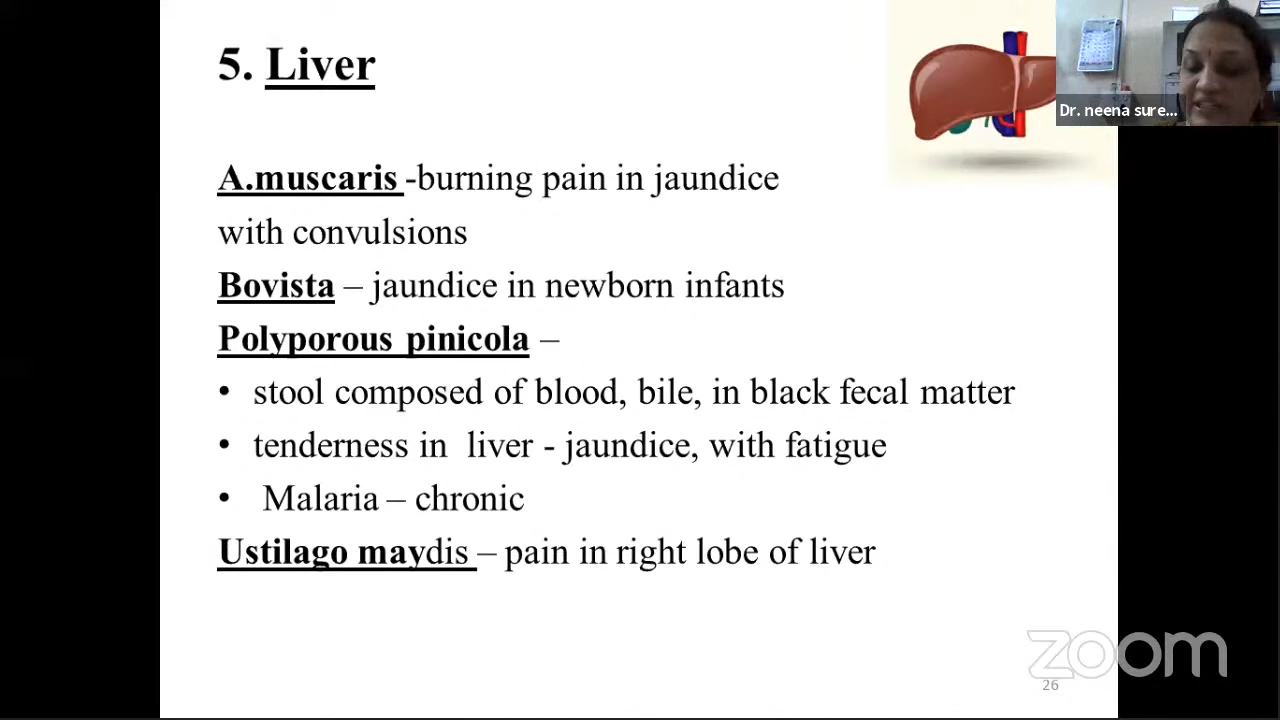 5. Liver
Dr. neena sure...
A.muscaris -burning pain in jaundice
with convulsions
Bovista – jaundice in newborn infants
Polyporous pinicola –
• stool composed of blood, bile, in black fecal matter
• tenderness in liver - jaundice, with fatigue
• Malaria – chronic
Ustilago maydis – pain in right lobe of liver
zoom
26